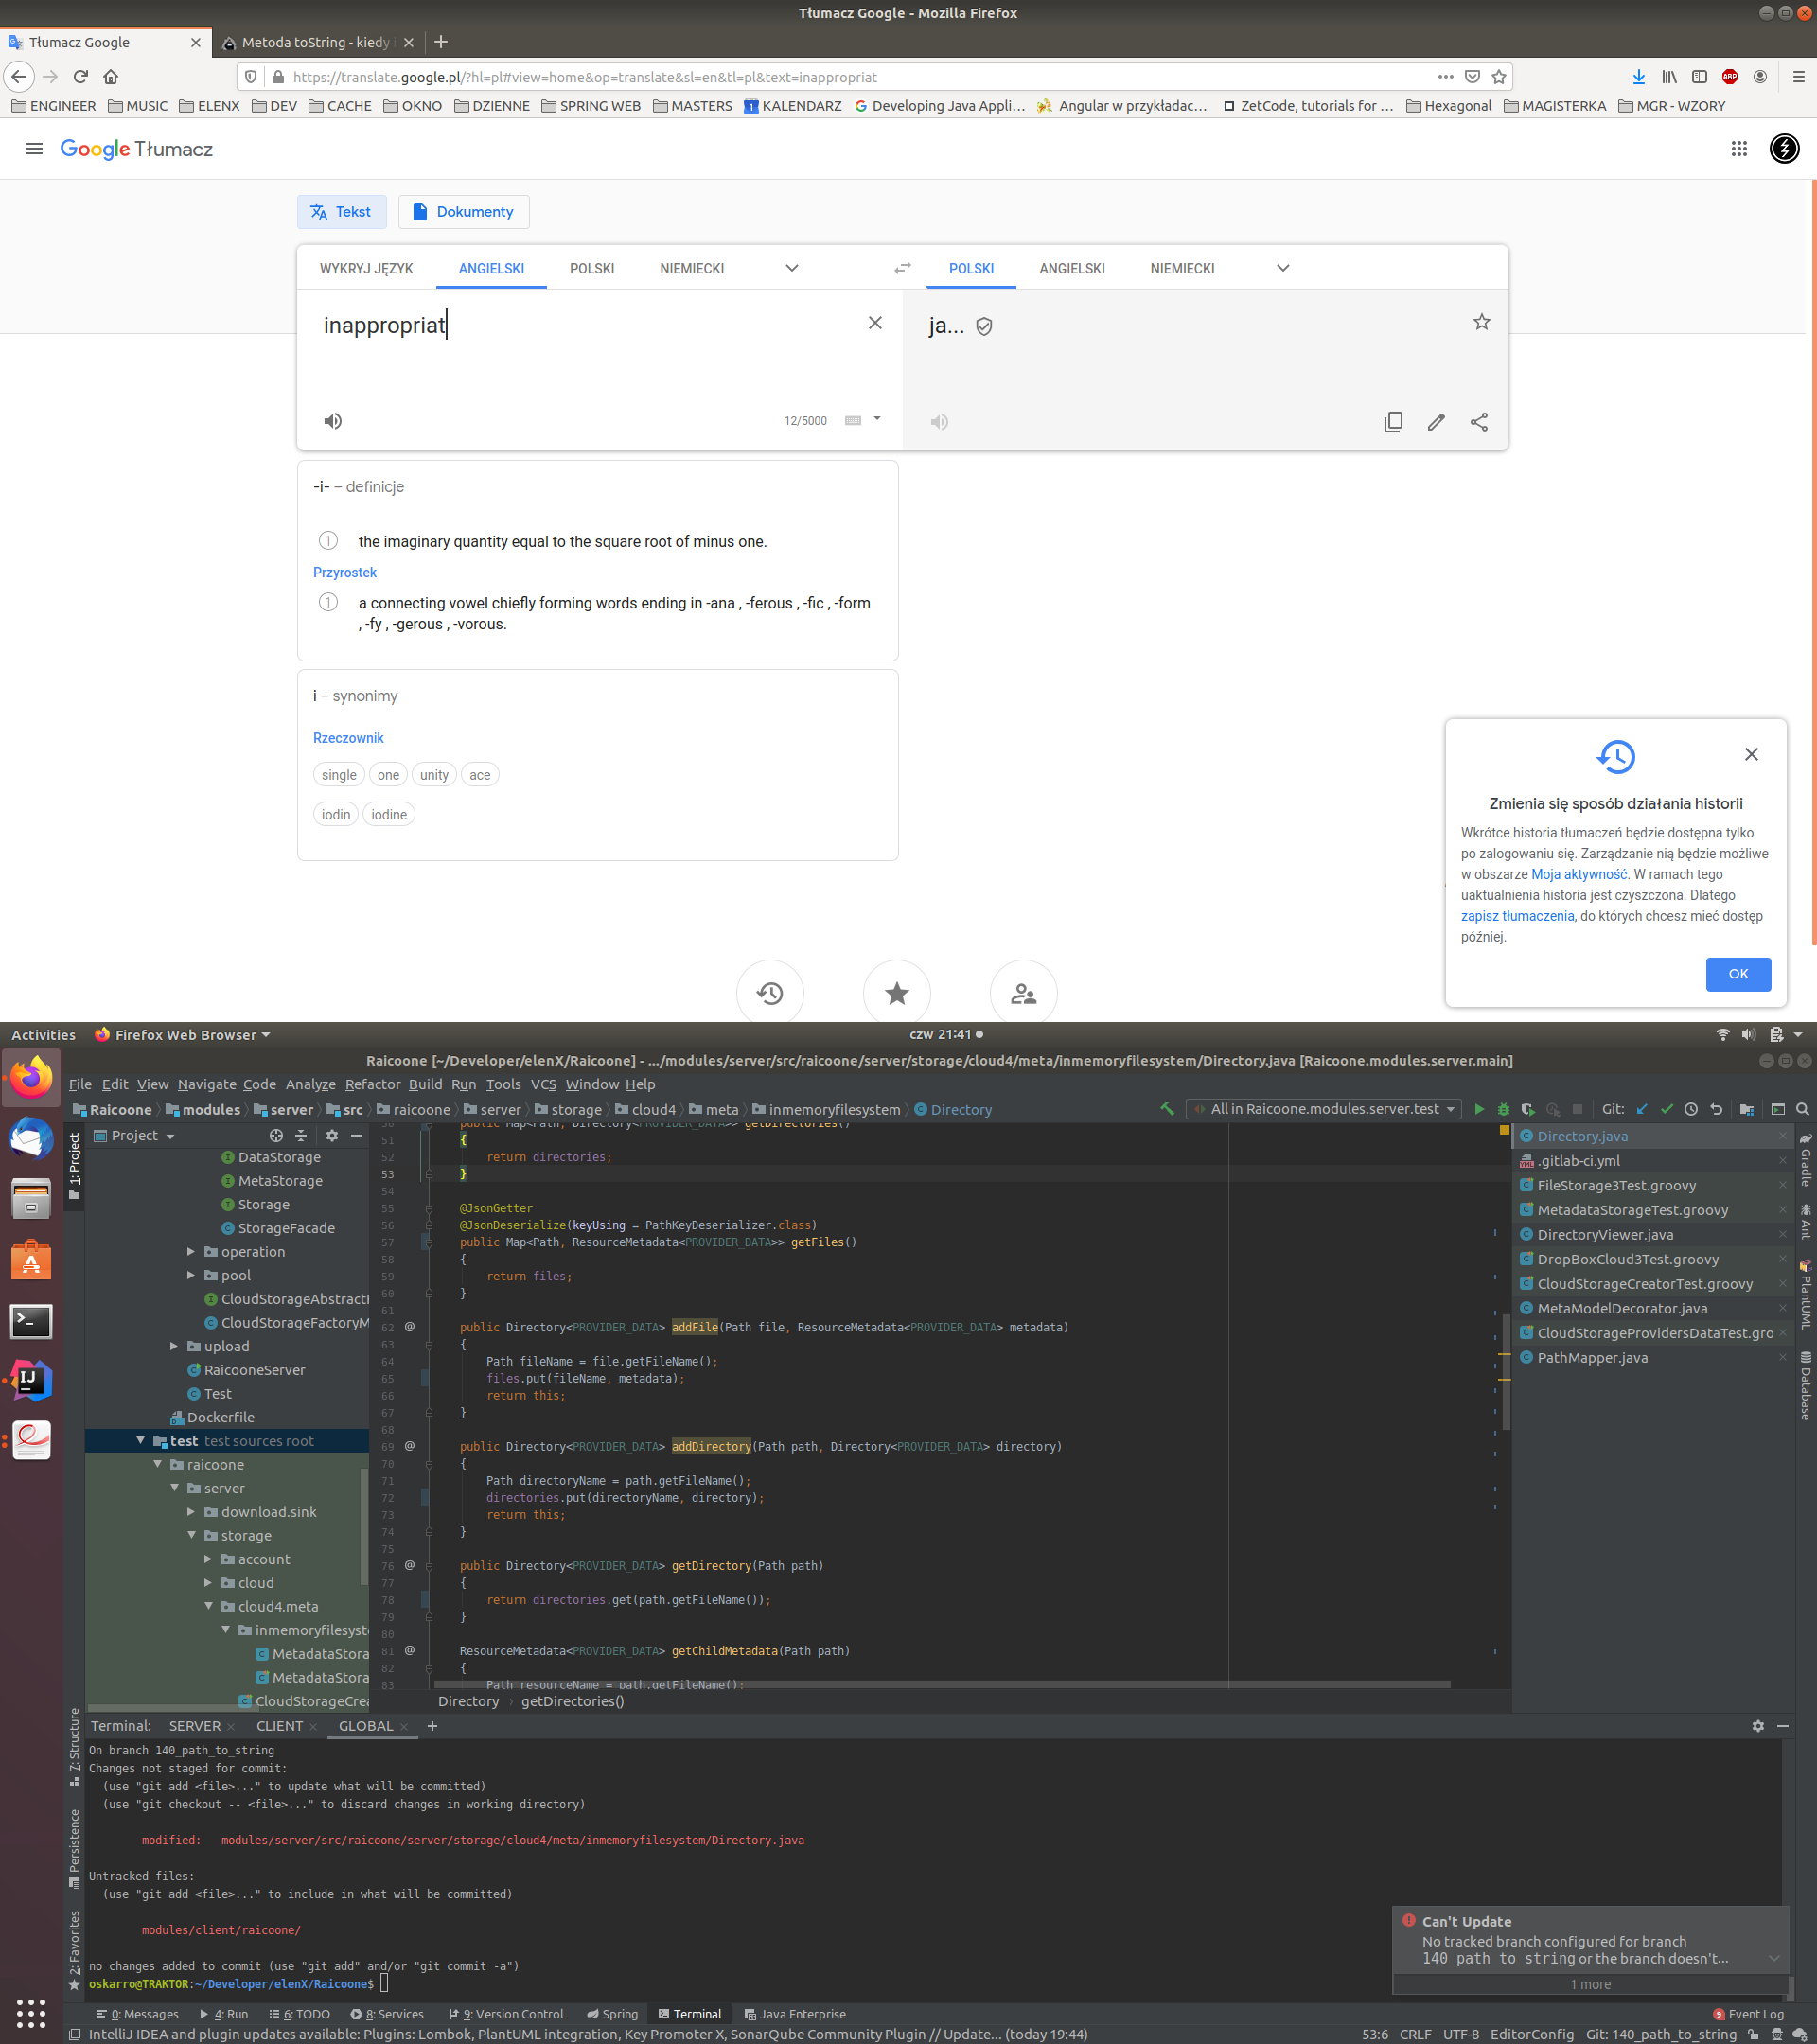 Tłumacz Google - Mozilla Firefox
Tłumacz Google
Metoda toString - kiedy
https://translate.google.pl/?hl=pl#view=home&op=translate&sl=en&tl=pl&text=inappropriat
ENGINEER MUSIC ELENX DEV CACHE OKNO DZIENNE SPRING WEB MASTERS KALENDARZ Developing Java Appli… Angular w przykładac… ZetCode, tutorials for … Hexagonal MAGISTERKA MGR - WZORY
Google Tłumacz
Tekst Dokumenty
WYKRYJ JĘZYK ANGIELSKI POLSKI NIEMIECKI POLSKI ANGIELSKI NIEMIECKI
inappropriat
ja...
12/5000
-i- – definicje
1 the imaginary quantity equal to the square root of minus one.
Przyrostek
1 a connecting vowel chiefly forming words ending in -ana , -ferous , -fic , -form
, -fy , -gerous , -vorous.
i – synonimy
Rzeczownik
single one unity ace
iodin iodine
Zmienia się sposób działania historii
Wkrótce historia tłumaczeń będzie dostępna tylko
po zalogowaniu się. Zarządzanie nią będzie możliwe
w obszarze Moja aktywność. W ramach tego
uaktualnienia historia jest czyszczona. Dlatego
zapisz tłumaczenia, do których chcesz mieć dostęp
później.
OK
Activities Firefox Web Browser czw 21:41
Raicoone [~/Developer/elenX/Raicoone] - .../modules/server/src/raicoone/server/storage/cloud4/meta/inmemoryfilesystem/Directory.java [Raicoone.modules.server.main]
File Edit View Navigate Code Analyze Refactor Build Run Tools VCS Window Help
Raicoone modules server src raicoone server storage cloud4 meta inmemoryfilesystem Directory All in Raicoone.modules.server.test Git:
1: Project
Project
DataStorage
MetaStorage
Storage
StorageFacade
operation
pool
CloudStorageAbstractF
CloudStorageFactoryM
upload
RaicooneServer
Test
Dockerfile
test test sources root
raicoone
server
download.sink
storage
account
cloud
cloud4.meta
inmemoryfilesyste
MetadataStora
MetadataStora
CloudStorageCrea
50 public Map<Path, Directory<PROVIDER_DATA>> getDirectories()
51 {
52 return directories;
53 }
54
55 @JsonGetter
56 @JsonDeserialize(keyUsing = PathKeyDeserializer.class)
57 public Map<Path, ResourceMetadata<PROVIDER_DATA>> getFiles()
58 {
59 return files;
60 }
61
62 @ public Directory<PROVIDER_DATA> addFile(Path file, ResourceMetadata<PROVIDER_DATA> metadata)
63 {
64 Path fileName = file.getFileName();
65 files.put(fileName, metadata);
66 return this;
67 }
68
69 @ public Directory<PROVIDER_DATA> addDirectory(Path path, Directory<PROVIDER_DATA> directory)
70 {
71 Path directoryName = path.getFileName();
72 directories.put(directoryName, directory);
73 return this;
74 }
75
76 @ public Directory<PROVIDER_DATA> getDirectory(Path path)
77 {
78 return directories.get(path.getFileName());
79 }
80
81 @ ResourceMetadata<PROVIDER_DATA> getChildMetadata(Path path)
82 {
83 Path resourceName = path.getFileName();
Directory getDirectories()
Directory.java
.gitlab-ci.yml
FileStorage3Test.groovy
MetadataStorageTest.groovy
DirectoryViewer.java
DropBoxCloud3Test.groovy
CloudStorageCreatorTest.groovy
MetaModelDecorator.java
CloudStorageProvidersDataTest.gro
PathMapper.java
Gradle
Ant
PlantUML
Database
7: Structure
Persistence
2: Favorites
Terminal: SERVER CLIENT GLOBAL
On branch 140_path_to_string
Changes not staged for commit:
(use "git add <file>..." to update what will be committed)
(use "git checkout -- <file>..." to discard changes in working directory)
modified: modules/server/src/raicoone/server/storage/cloud4/meta/inmemoryfilesystem/Directory.java
Untracked files:
(use "git add <file>..." to include in what will be committed)
modules/client/raicoone/
no changes added to commit (use "git add" and/or "git commit -a")
oskarro@TRAKTOR:~/Developer/elenX/Raicoone$
Can't Update
No tracked branch configured for branch
140 path to string or the branch doesn't...
1 more
0: Messages 4: Run 6: TODO 8: Services 9: Version Control Spring Terminal Java Enterprise Event Log
IntelliJ IDEA and plugin updates available: Plugins: Lombok, PlantUML integration, Key Promoter X, SonarQube Community Plugin // Update... (today 19:44) 53:6 CRLF UTF-8 EditorConfig Git: 140_path_to_string